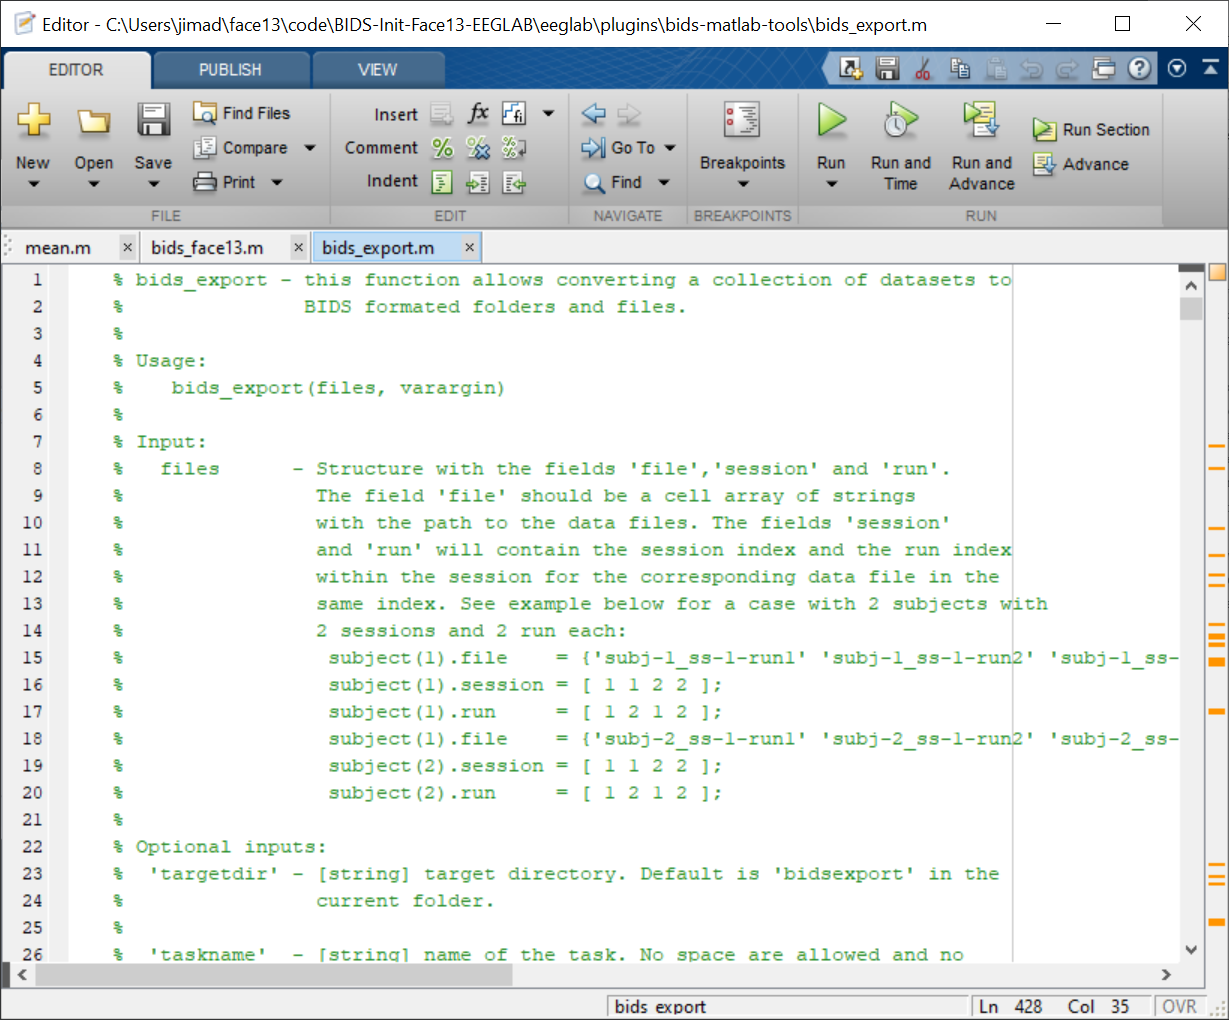 Editor - C:\Users\jimad\face13\code\BIDS-Init-Face13-EEGLAB\eeglab\plugins\bids-matlab-tools\bids_export.m
EDITOR PUBLISH VIEW
New Open Save Find Files Compare Print
Insert fx fi
Comment
Indent
Go To
Find
Breakpoints
Run
Run and Time
Run and Advance
Run Section
Advance
FILE EDIT NAVIGATE BREAKPOINTS RUN
mean.m × bids_face13.m × bids_export.m ×
1 % bids_export - this function allows converting a collection of datasets to
2 % BIDS formated folders and files.
3 %
4 % Usage:
5 % bids_export(files, varargin)
6 %
7 % Input:
8 % files - Structure with the fields 'file','session' and 'run'.
9 % The field 'file' should be a cell array of strings
10 % with the path to the data files. The fields 'session'
11 % and 'run' will contain the session index and the run index
12 % within the session for the corresponding data file in the
13 % same index. See example below for a case with 2 subjects with
14 % 2 sessions and 2 run each:
15 % subject(1).file = {'subj-1_ss-1-run1' 'subj-1_ss-1-run2' 'subj-1_ss-
16 % subject(1).session = [ 1 1 2 2 ];
17 % subject(1).run = [ 1 2 1 2 ];
18 % subject(1).file = {'subj-2_ss-1-run1' 'subj-2_ss-1-run2' 'subj-2_ss-
19 % subject(2).session = [ 1 1 2 2 ];
20 % subject(2).run = [ 1 2 1 2 ];
21 %
22 % Optional inputs:
23 % 'targetdir' - [string] target directory. Default is 'bidsexport' in the
24 % current folder.
25 %
26 % 'taskname' - [string] name of the task. No space are allowed and no
bids_export Ln 428 Col 35 OVR